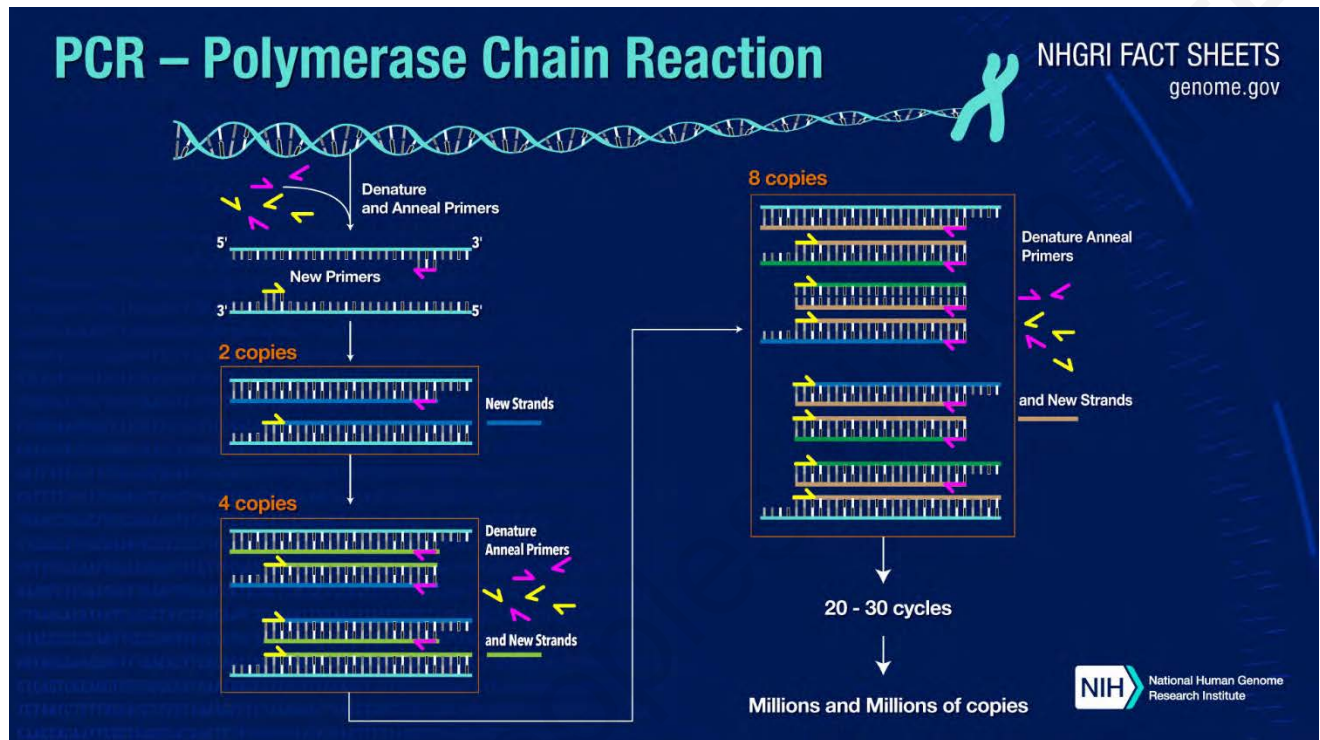 PCR – Polymerase Chain Reaction
NHGRI FACT SHEETS
genome.gov
Denature
and Anneal Primers
5'
3'
New Primers
3'
5'
2 copies
New Strands
4 copies
Denature
Anneal Primers
and New Strands
8 copies
Denature Anneal
Primers
and New Strands
20 - 30 cycles
Millions and Millions of copies
NIH
National Human Genome
Research Institute